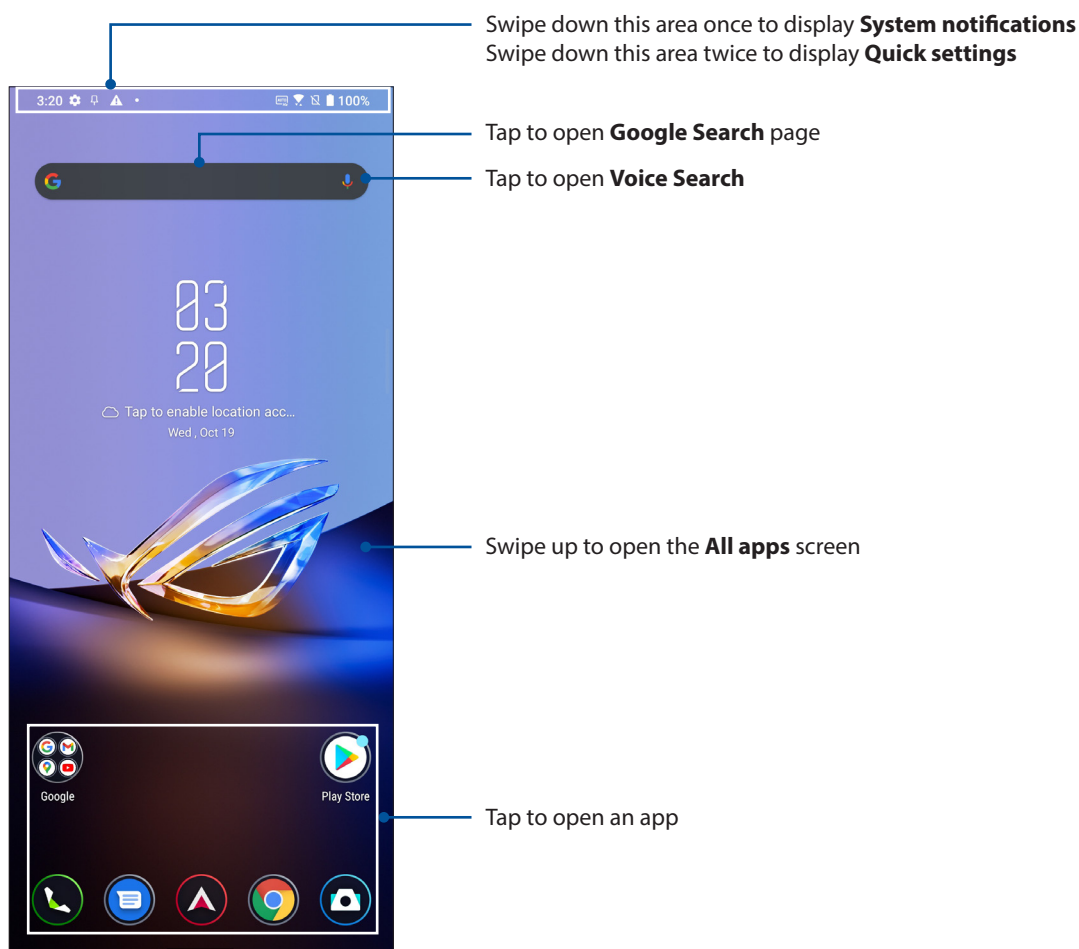 Swipe down this area once to display System notifications
Swipe down this area twice to display Quick settings
3:20
100%
Tap to open Google Search page
Tap to open Voice Search
03
20
Tap to enable location acc...
Wed , Oct 19
Swipe up to open the All apps screen
Google
Play Store
Tap to open an app